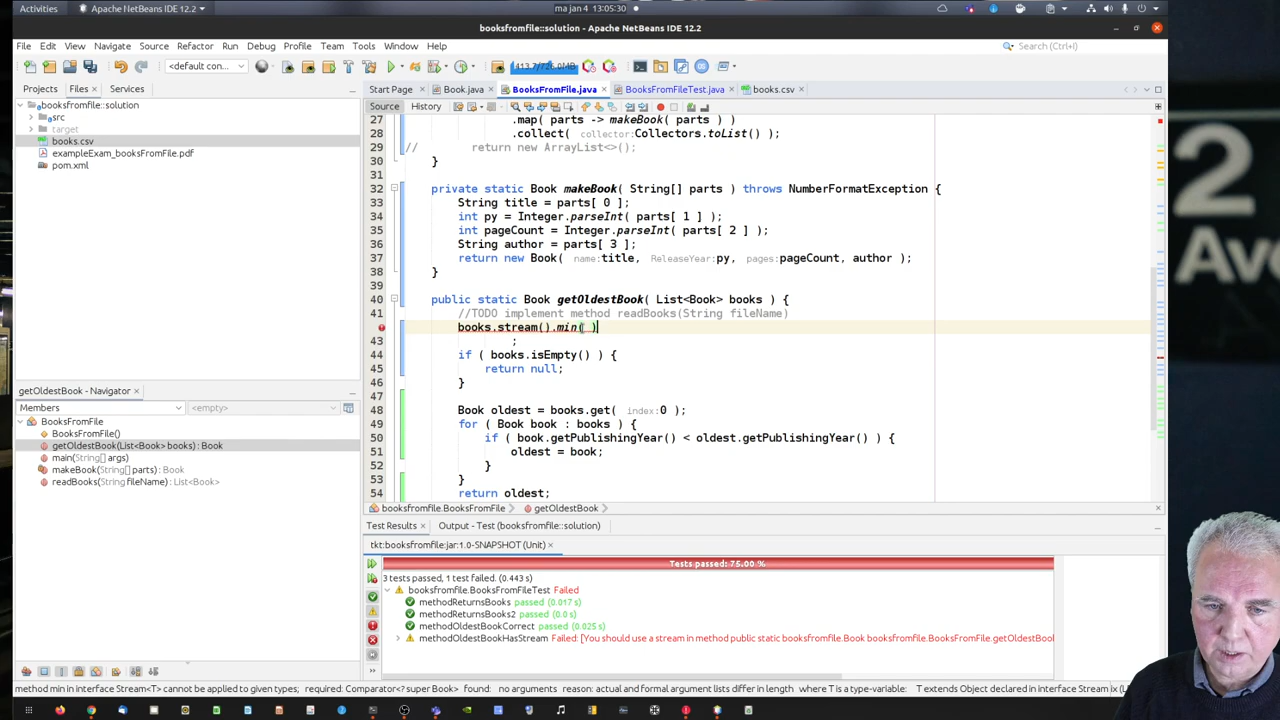 Activities
Apache NetBeans IDE 12.2
ma jan 4 13:05:30
booksfromfile::solution - Apache NetBeans IDE 12.2
File Edit View Navigate Source Refactor Run Debug Profile Team Tools Window Help
Search (Ctrl+I)
<default con...
413.7/726.0MB
Projects Files Services
Start Page Book.java BooksFromFile.java BooksFromFileTest.java books.csv
booksfromfile::solution
src
target
books.csv
exampleExam_booksFromFile.pdf
pom.xml
Source History
27 .map( parts -> makeBook( parts ) )
28 .collect( collector:Collectors.toList() );
29 // return new ArrayList<>();
30 }
31
32 private static Book makeBook( String[] parts ) throws NumberFormatException {
33 String title = parts[ 0 ];
34 int py = Integer.parseInt( parts[ 1 ] );
35 int pageCount = Integer.parseInt( parts[ 2 ] );
36 String author = parts[ 3 ];
37 return new Book( name:title, ReleaseYear:py, pages:pageCount, author );
38 }
39
40 public static Book getOldestBook( List<Book> books ) {
41 //TODO implement method readBooks(String fileName)
books.stream().min( )
43 ;
44 if ( books.isEmpty() ) {
45 return null;
46 }
47
48 Book oldest = books.get( index:0 );
49 for ( Book book : books ) {
50 if ( book.getPublishingYear() < oldest.getPublishingYear() ) {
51 oldest = book;
52 }
53 }
54 return oldest;
getOldestBook - Navigator
Members
<empty>
BooksFromFile
BooksFromFile()
getOldestBook(List<Book> books) : Book
main(String[] args)
makeBook(String[] parts) : Book
readBooks(String fileName) : List<Book>
booksfromfile.BooksFromFile getOldestBook
Test Results Output - Test (booksfromfile::solution)
tkt:booksfromfile:jar:1.0-SNAPSHOT (Unit)
Tests passed: 75.00 %
3 tests passed, 1 test failed. (0.443 s)
booksfromfile.BooksFromFileTest Failed
methodReturnsBooks passed (0.017 s)
methodReturnsBooks2 passed (0.0 s)
methodOldestBookCorrect passed (0.025 s)
methodOldestBookHasStream Failed: [You should use a stream in method public static booksfromfile.Book booksfromfile.BooksFromFile.getOldestBool
method min in interface Stream<T> cannot be applied to given types; required: Comparator<? super Book> found: no arguments reason: actual and formal argument lists differ in length where T is a type-variable: T extends Object declared in interface Stream
2
Av